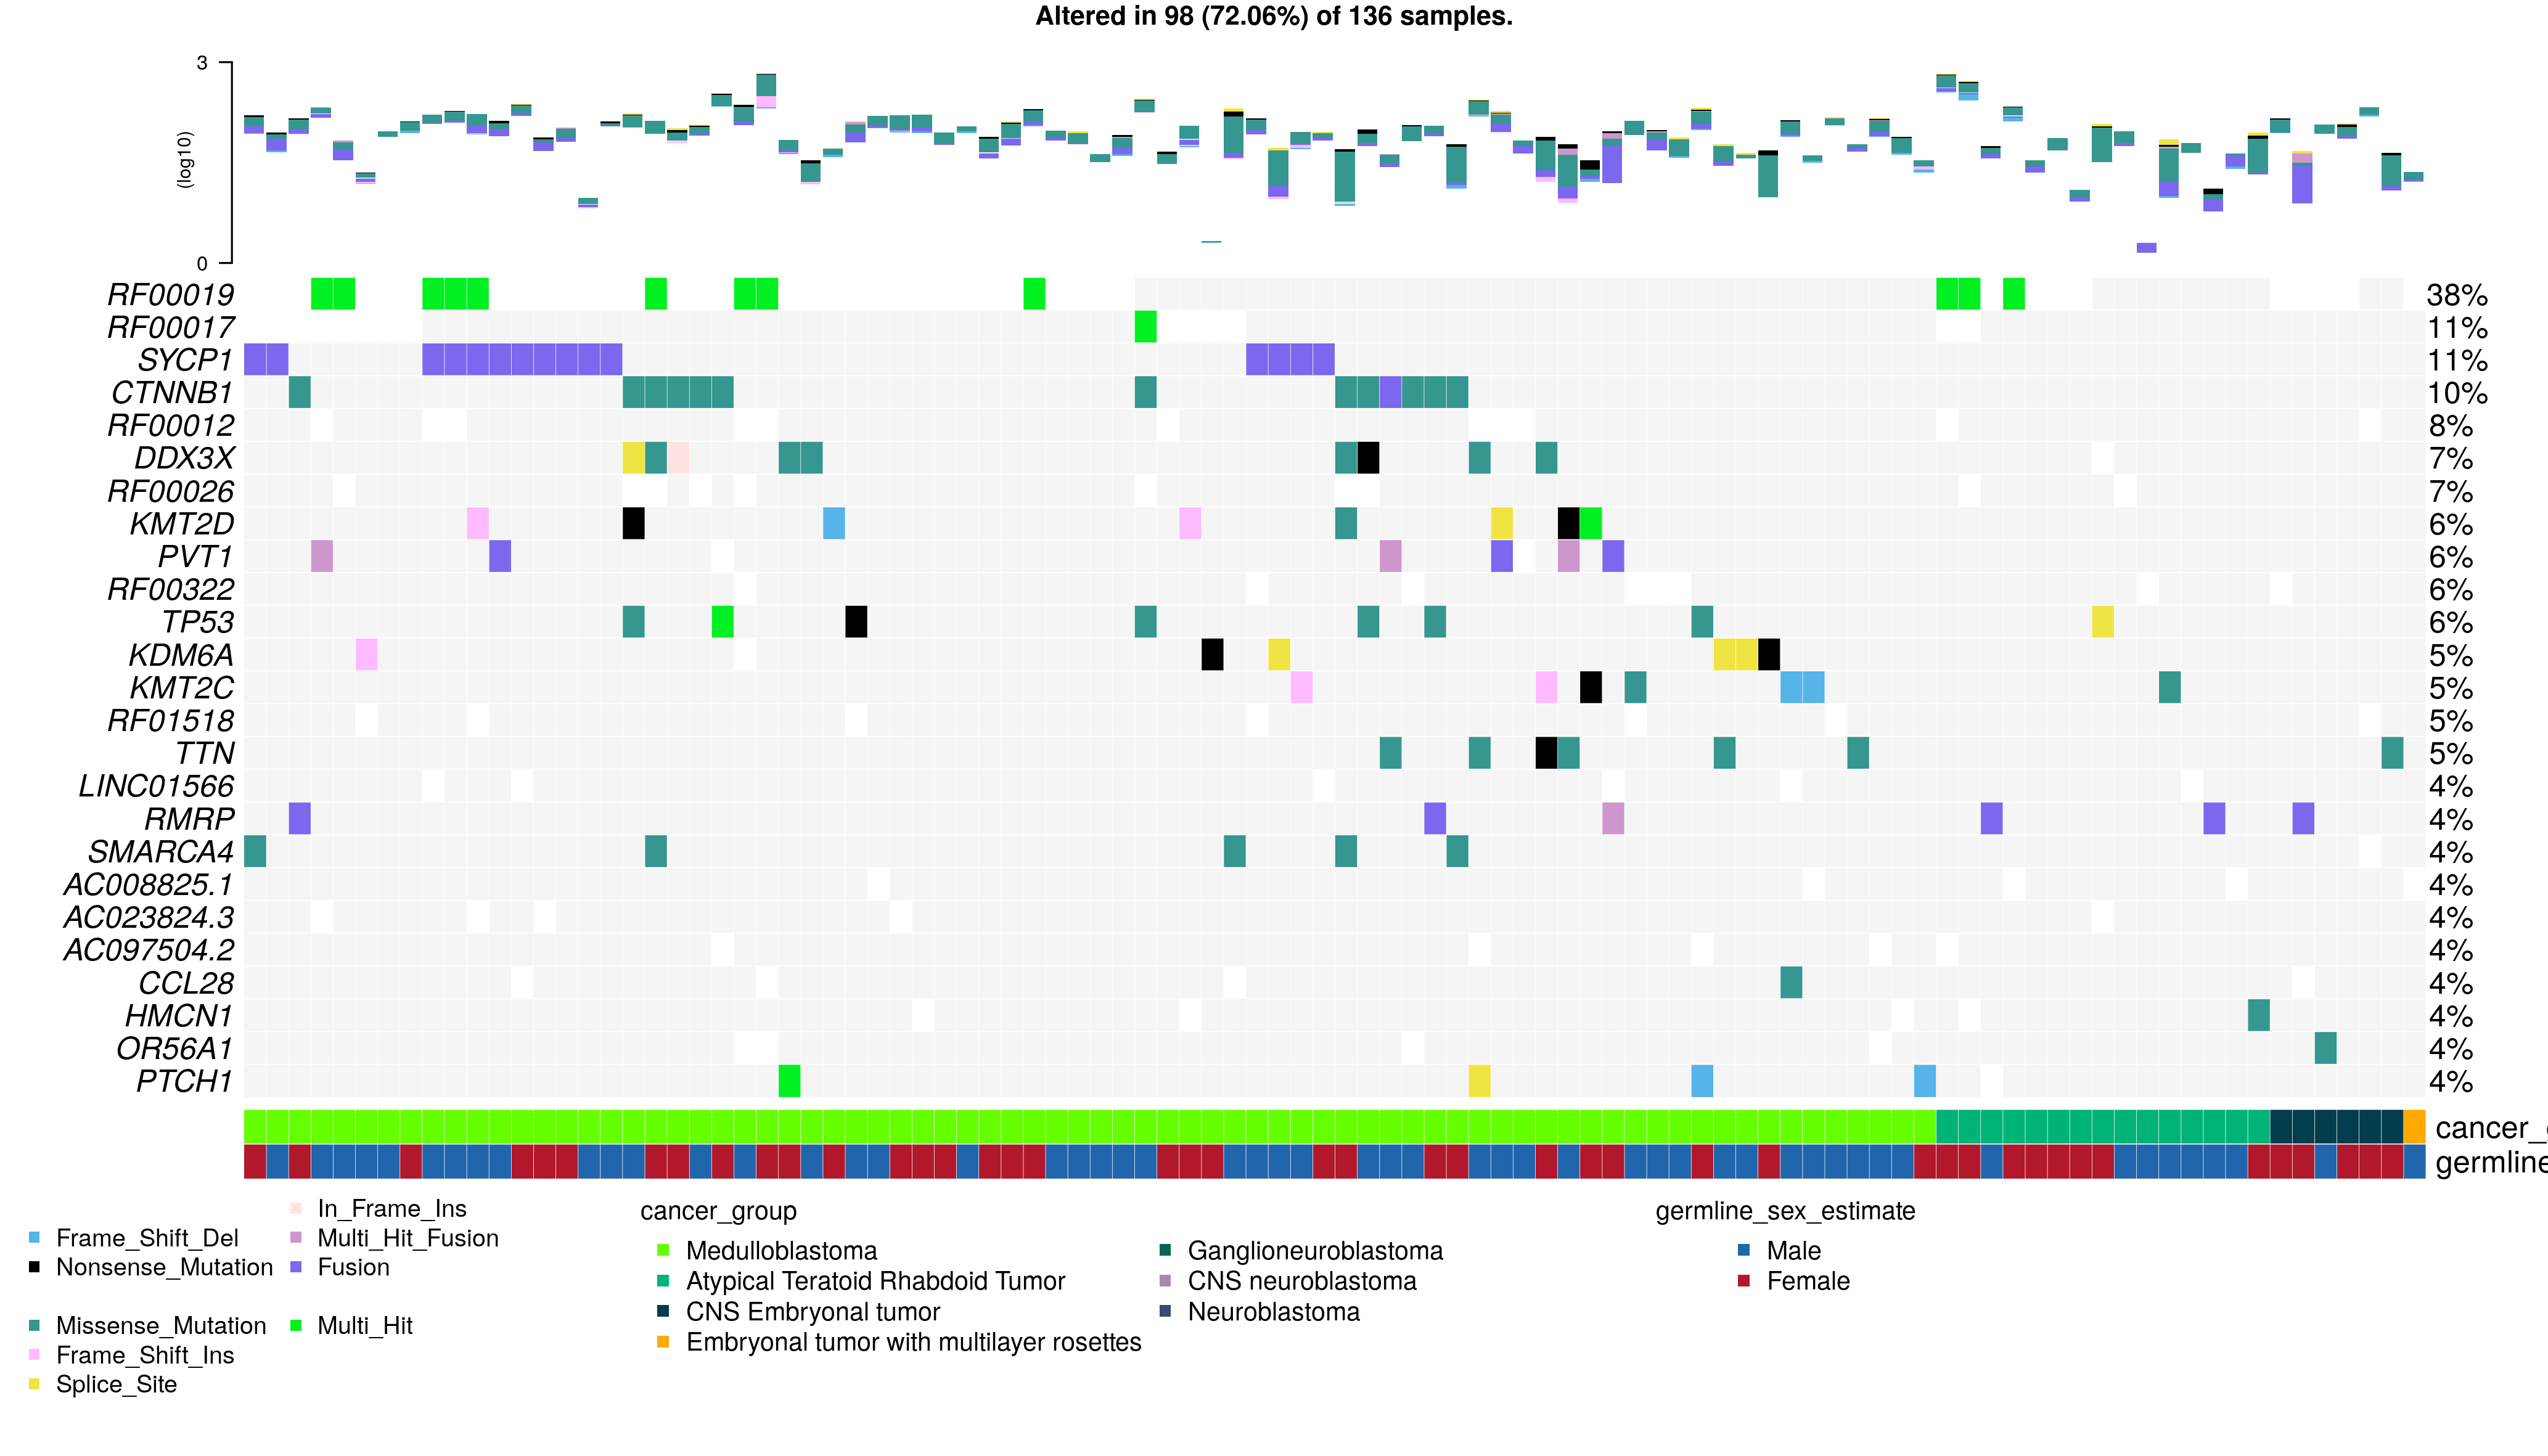 Altered in 98 (72.06%) of 136 samples.
3
(log10)
0
RF00019 38%
RF00017 11%
SYCP1 11%
CTNNB1 10%
RF00012 8%
DDX3X 7%
RF00026 7%
KMT2D 6%
PVT1 6%
RF00322 6%
TP53 6%
KDM6A 5%
KMT2C 5%
RF01518 5%
TTN 5%
LINC01566 4%
RMRP 4%
SMARCA4 4%
AC008825.1 4%
AC023824.3 4%
AC097504.2 4%
CCL28 4%
HMCN1 4%
OR56A1 4%
PTCH1 4%
cancer_
germline
Frame_Shift_Del
Nonsense_Mutation
Missense_Mutation
Frame_Shift_Ins
Splice_Site
In_Frame_Ins
Multi_Hit_Fusion
Fusion
Multi_Hit
cancer_group
Medulloblastoma
Atypical Teratoid Rhabdoid Tumor
CNS Embryonal tumor
Embryonal tumor with multilayer rosettes
Ganglioneuroblastoma
CNS neuroblastoma
Neuroblastoma
germline_sex_estimate
Male
Female